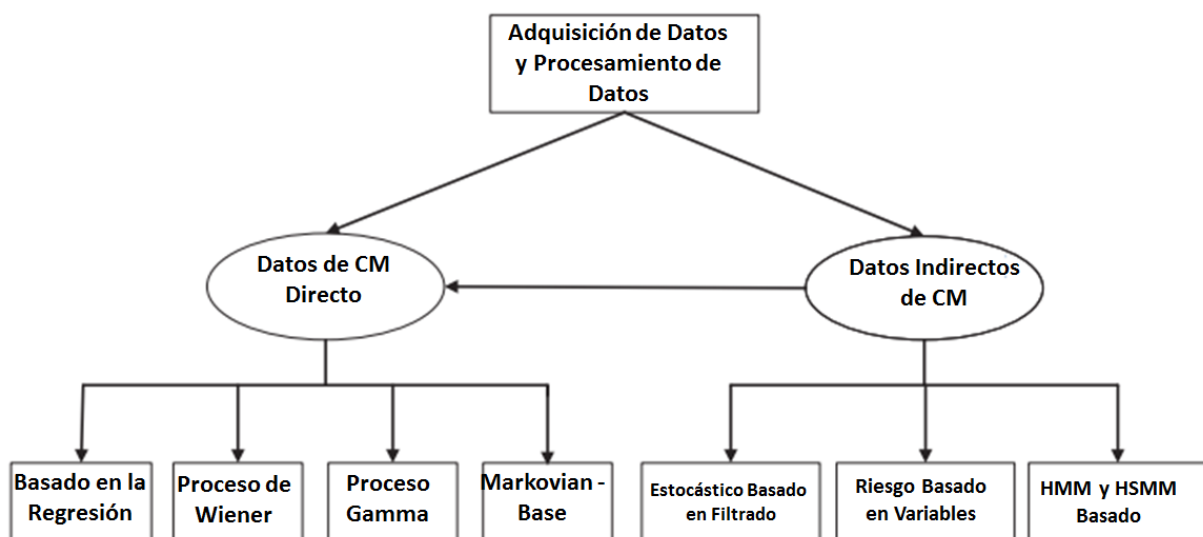 Adquisición de Datos
y Procesamiento de
Datos
Datos de CM
Directo
Datos Indirectos
de CM
Basado en la
Regresión
Proceso de
Wiener
Proceso
Gamma
Markovian -
Base
Estocástico Basado
en Filtrado
Riesgo Basado
en Variables
HMM y HSMM
Basado